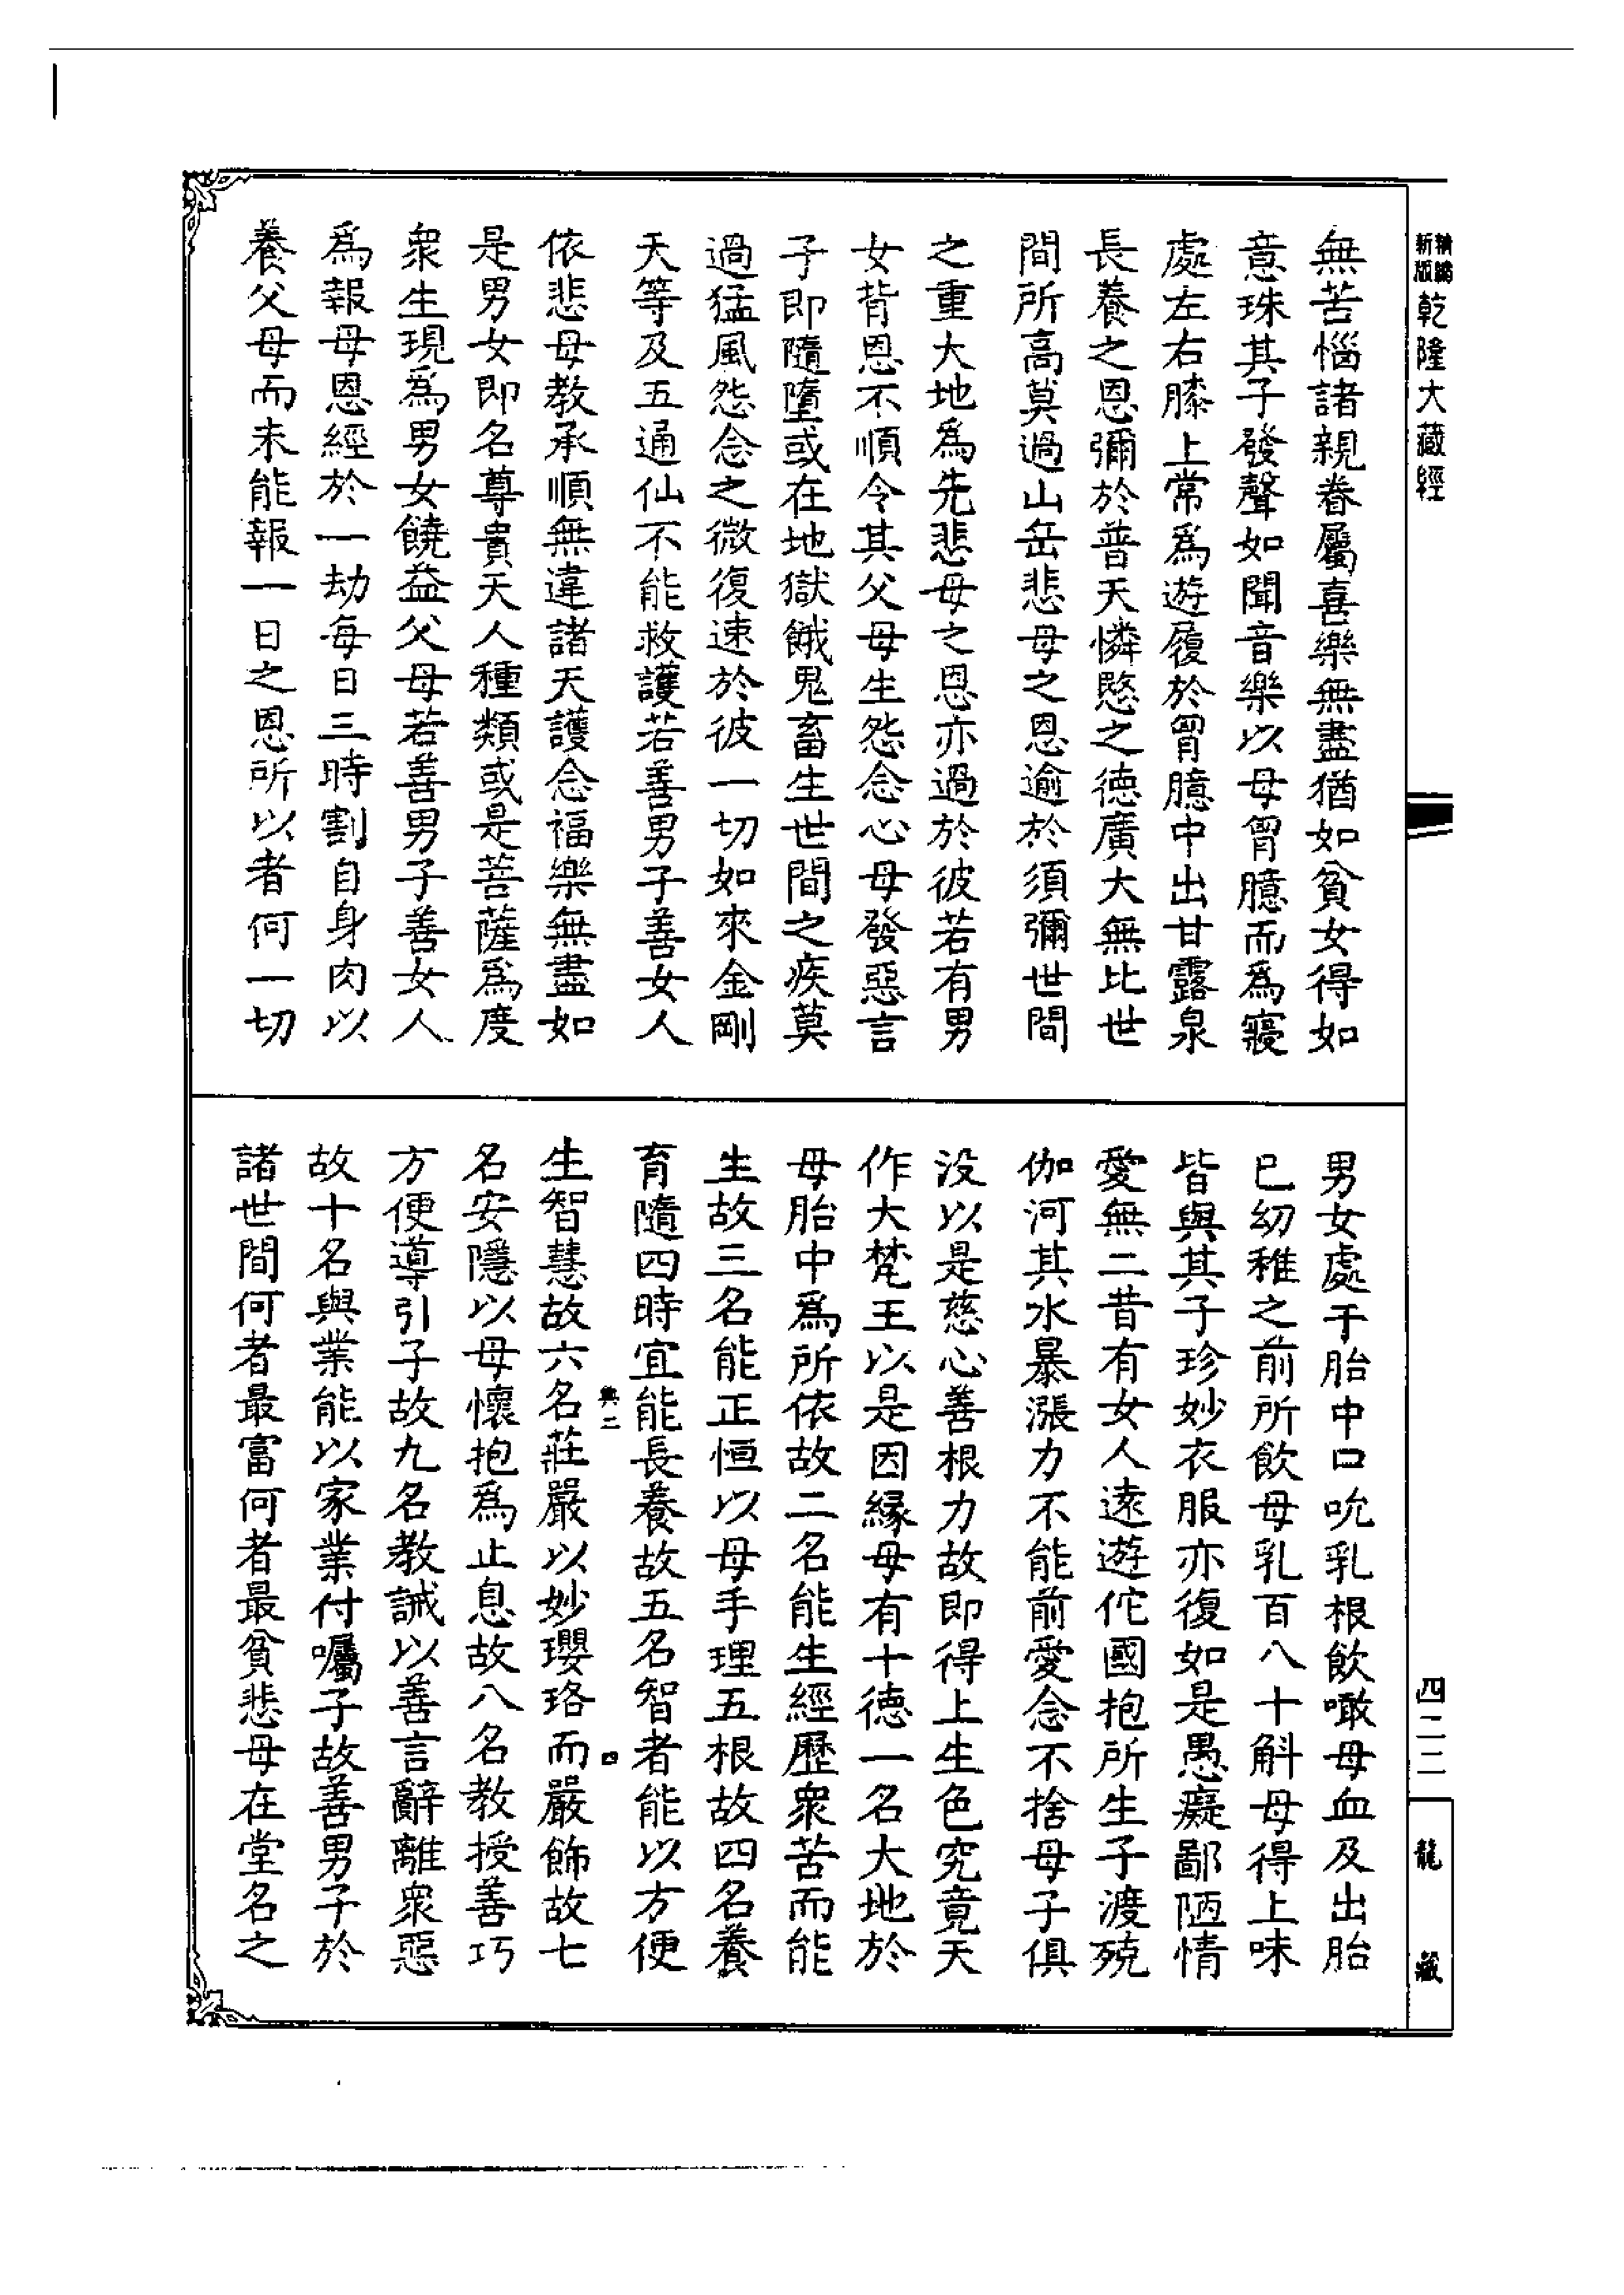 新編
新版
乾隆大藏經
四二二
龍藏
無苦惱諸親眷屬喜樂無盡猶如貧女得如
意珠其子發聲如聞音樂以母胷臆而爲寢
處左右膝上常爲遊履於胷臆中出甘露泉
長養之恩彌於普天憐愍之德廣大無比世
間所高莫過山岳悲母之恩逾於須彌世間
之重大地爲先悲母之恩亦過於彼若有男
女背恩不順令其父母生怨念心母發惡言
子即隨墮或在地獄餓鬼畜生世間之疾莫
過猛風怨念之微復速於彼一切如來金剛
天等及五通仙不能救護若善男子善女人
依悲母教承順無違諸天護念福樂無盡如
是男女即名尊貴天人種類或是菩薩爲度
衆生現爲男女饒益父母若善男子善女人
爲報母恩經於一劫每日三時割自身肉以
養父母而未能報一日之恩所以者何一切
男女處于胎中口吮乳根飲噉母血及出胎
已幼稚之前所飲母乳百八十斛母得上味
皆與其子珍妙衣服亦復如是愚癡鄙陋情
愛無二昔有女人遠遊佗國抱所生子渡殑
伽河其水暴漲力不能前愛念不捨母子俱
没以是慈心善根力故即得上生色究竟天
作大梵王以是因緣母有十德一名大地於
母胎中爲所依故二名能生經歷衆苦而能
生故三名能正恒以母手理五根故四名養
育隨四時宜能長養故五名智者能以方便
興二
四
生智慧故六名莊嚴以妙瓔珞而嚴飾故七
名安隱以母懷抱爲止息故八名教授善巧
方便導引子故九名教誡以善言辭離衆惡
故十名與業能以家業付囑子故善男子於
諸世間何者最富何者最貧悲母在堂名之